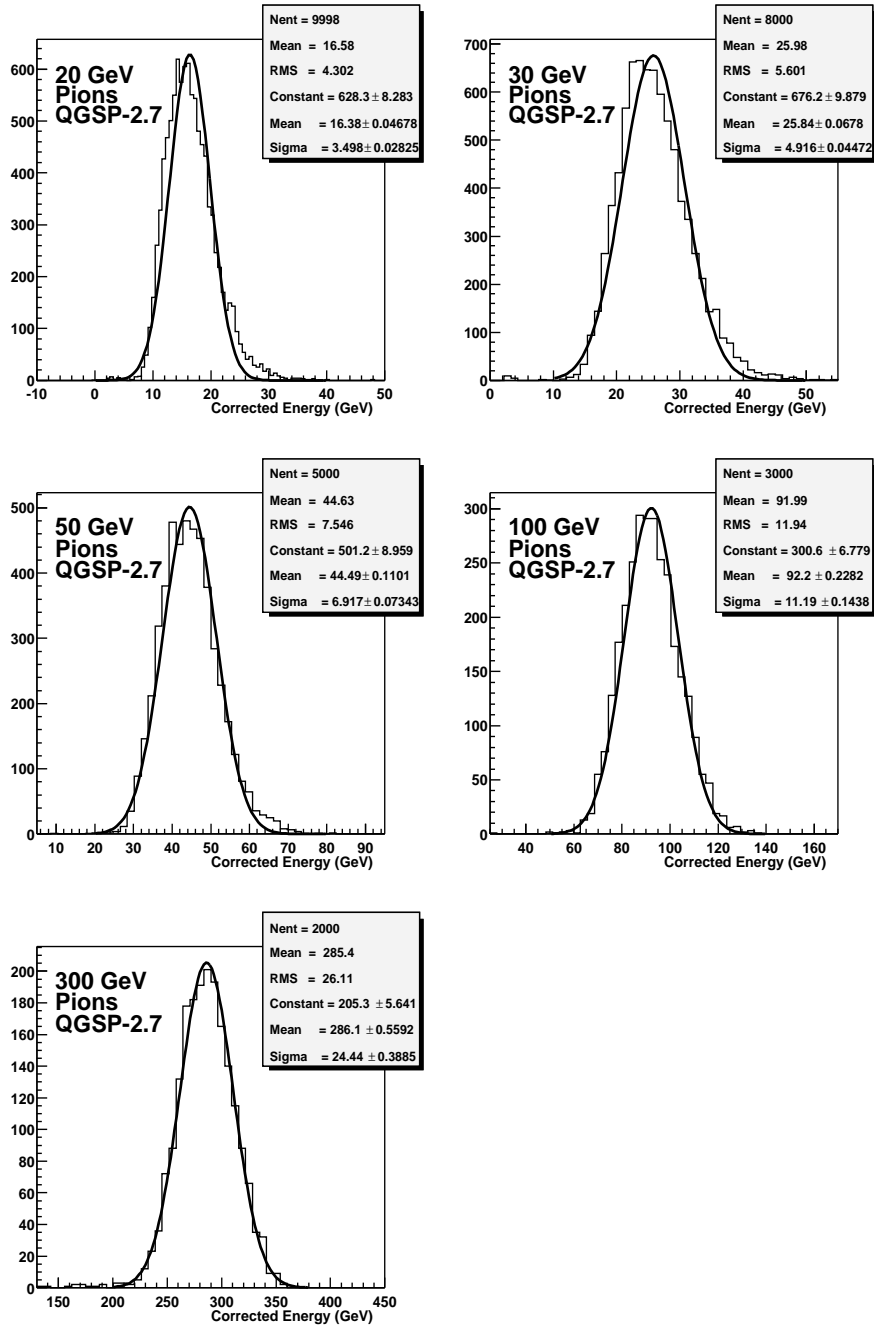 Nent = 9998
Mean = 16.58
RMS = 4.302
Constant = 628.3 ± 8.283
Mean = 16.38 ± 0.04678
Sigma = 3.498 ± 0.02825
20 GeV
Pions
QGSP-2.7
600
500
400
300
200
100
0
-10 0 10 20 30 40 50
Corrected Energy (GeV)
Nent = 8000
Mean = 25.98
RMS = 5.601
Constant = 676.2 ± 9.879
Mean = 25.84 ± 0.0678
Sigma = 4.916 ± 0.04472
30 GeV
Pions
QGSP-2.7
700
600
500
400
300
200
100
0
0 10 20 30 40 50
Corrected Energy (GeV)
Nent = 5000
Mean = 44.63
RMS = 7.546
Constant = 501.2 ± 8.959
Mean = 44.49 ± 0.1101
Sigma = 6.917 ± 0.07343
50 GeV
Pions
QGSP-2.7
500
400
300
200
100
0
10 20 30 40 50 60 70 80 90
Corrected Energy (GeV)
Nent = 3000
Mean = 91.99
RMS = 11.94
Constant = 300.6 ± 6.779
Mean = 92.2 ± 0.2282
Sigma = 11.19 ± 0.1438
100 GeV
Pions
QGSP-2.7
300
250
200
150
100
50
0
40 60 80 100 120 140 160
Corrected Energy (GeV)
Nent = 2000
Mean = 285.4
RMS = 26.11
Constant = 205.3 ± 5.641
Mean = 286.1 ± 0.5592
Sigma = 24.44 ± 0.3885
300 GeV
Pions
QGSP-2.7
200
180
160
140
120
100
80
60
40
20
0
150 200 250 300 350 400 450
Corrected Energy (GeV)